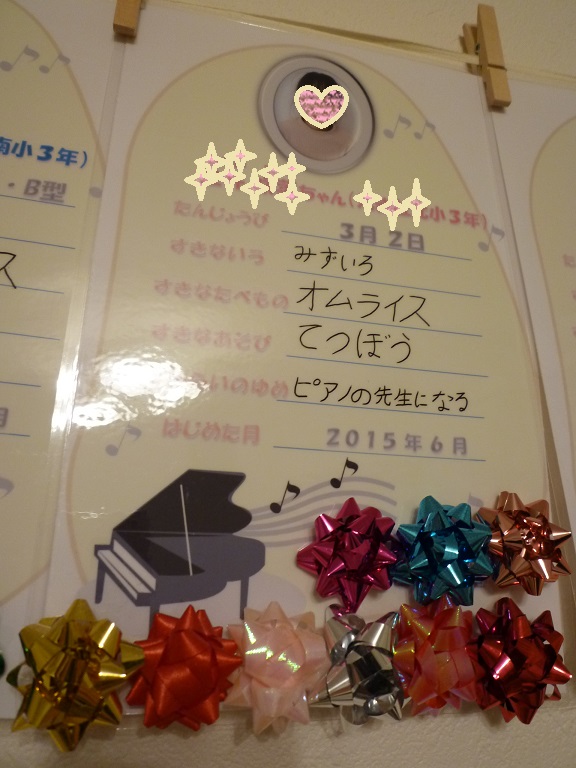 南小3年）
・B型
ス
月
ちゃん（
小3年）
たんじょうび 3月2日
すきないろ みずいろ
すきなたべもの オムライス
すきなあそび てつぼう
いのゆめ ピアノの先生になる
はじめた月 2015年6月